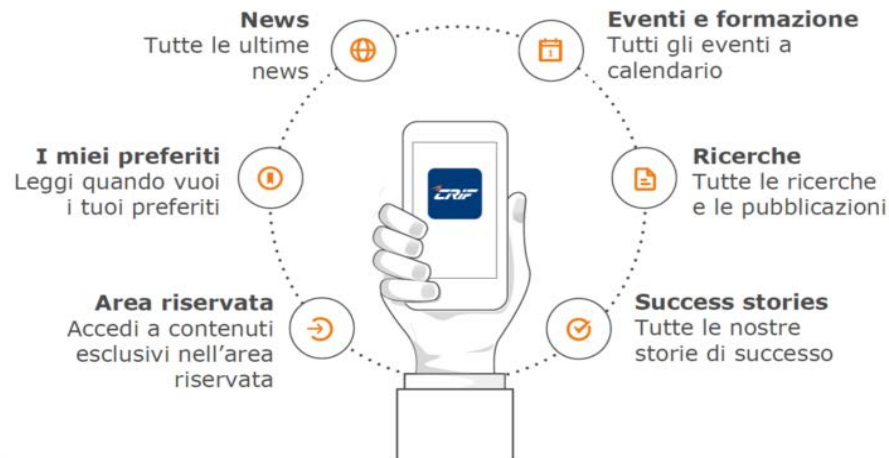 News
Tutte le ultime
news
Eventi e formazione
Tutti gli eventi a
calendario
1
I miei preferiti
Leggi quando vuoi
i tuoi preferiti
CRIF
Ricerche
Tutte le ricerche
e le pubblicazioni
Area riservata
Accedi a contenuti
esclusivi nell'area
riservata
Success stories
Tutte le nostre
storie di successo